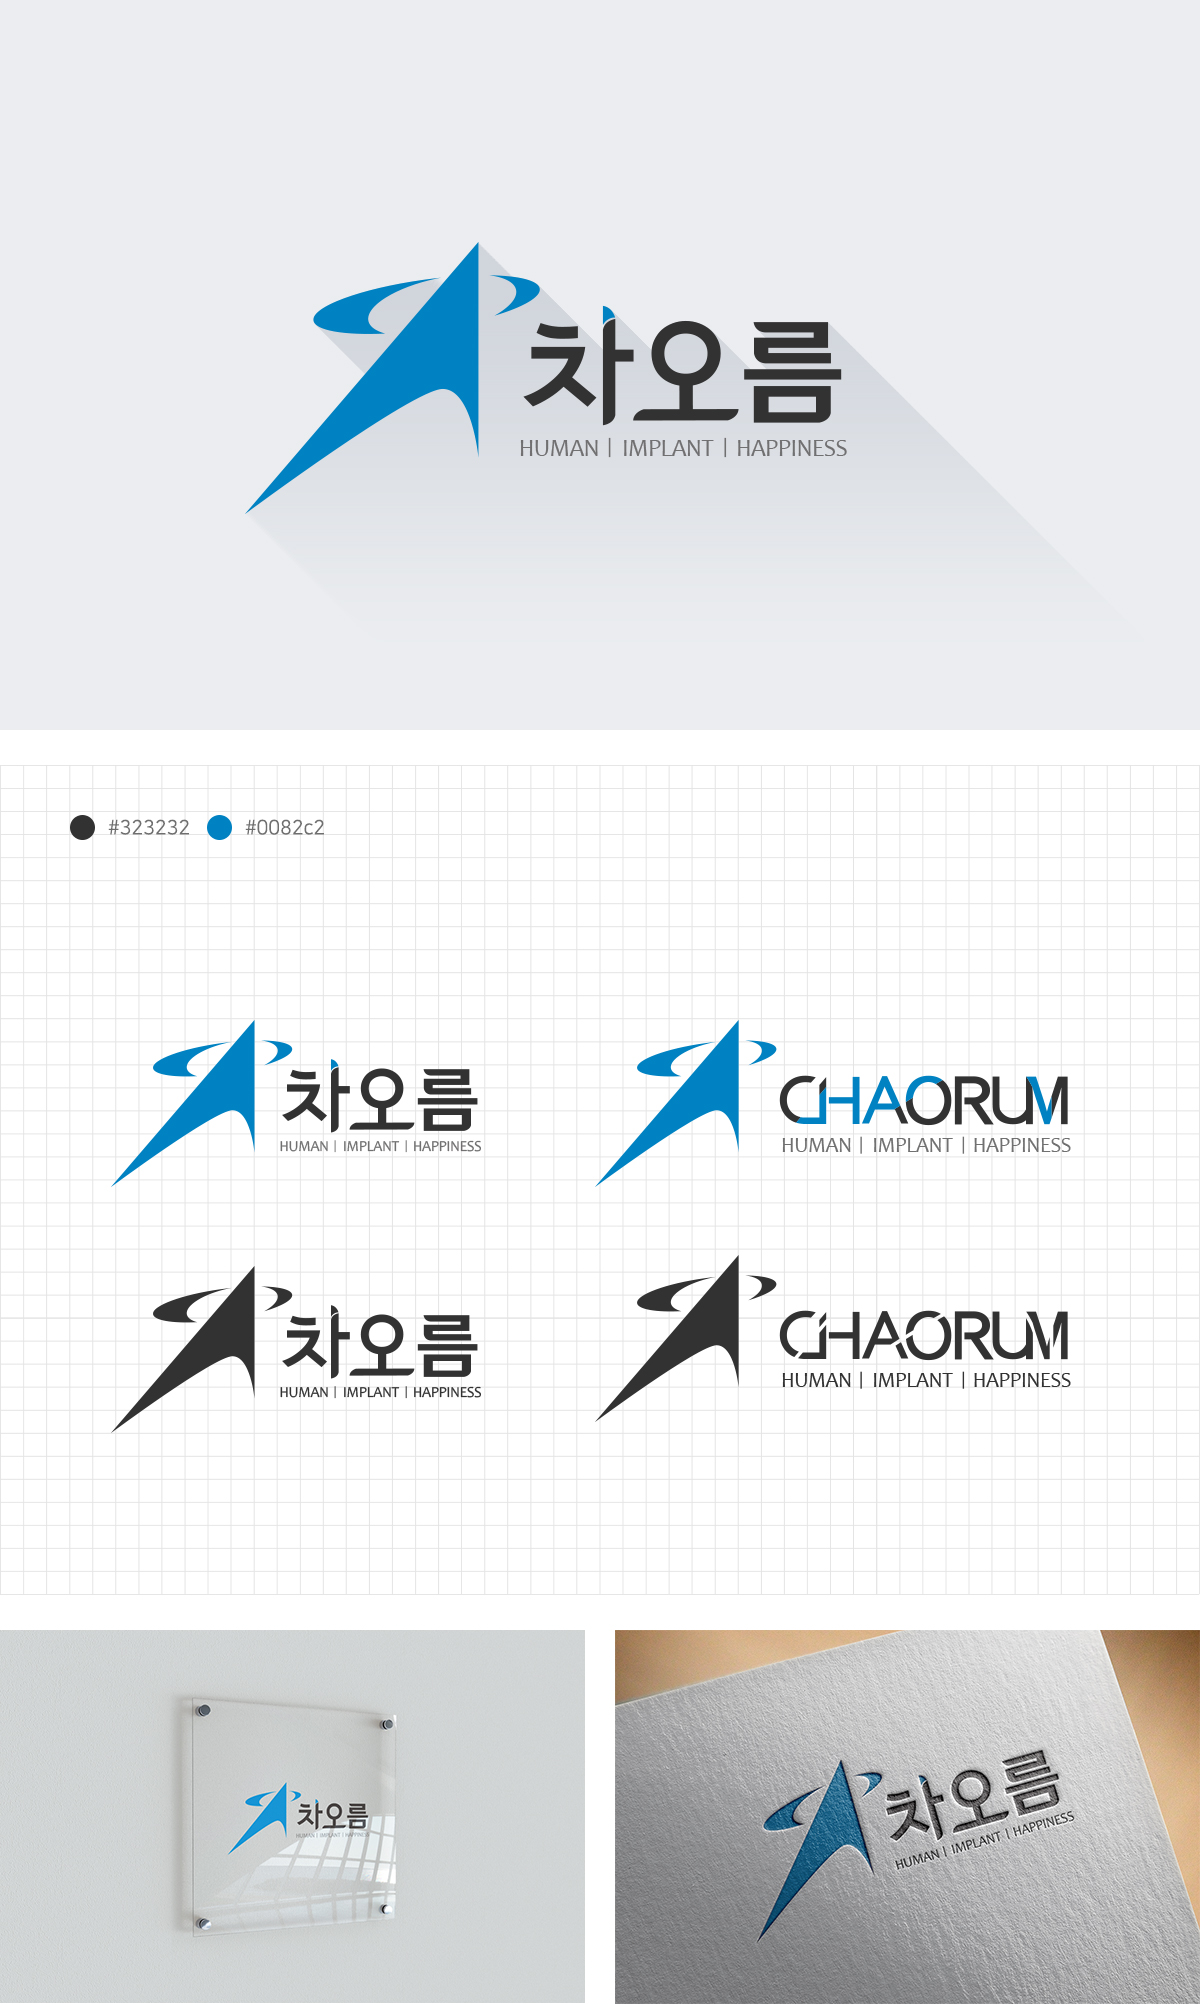 차오름
HUMAN | IMPLANT | HAPPINESS
#323232 #0082c2
차오름
HUMAN | IMPLANT | HAPPINESS
CHAORUM
HUMAN | IMPLANT | HAPPINESS
차오름
HUMAN | IMPLANT | HAPPINESS
CHAORUM
HUMAN | IMPLANT | HAPPINESS
차오름
HUMAN | IMPLANT | HAPPINESS
차오름
HUMAN | IMPLANT | HAPPINESS